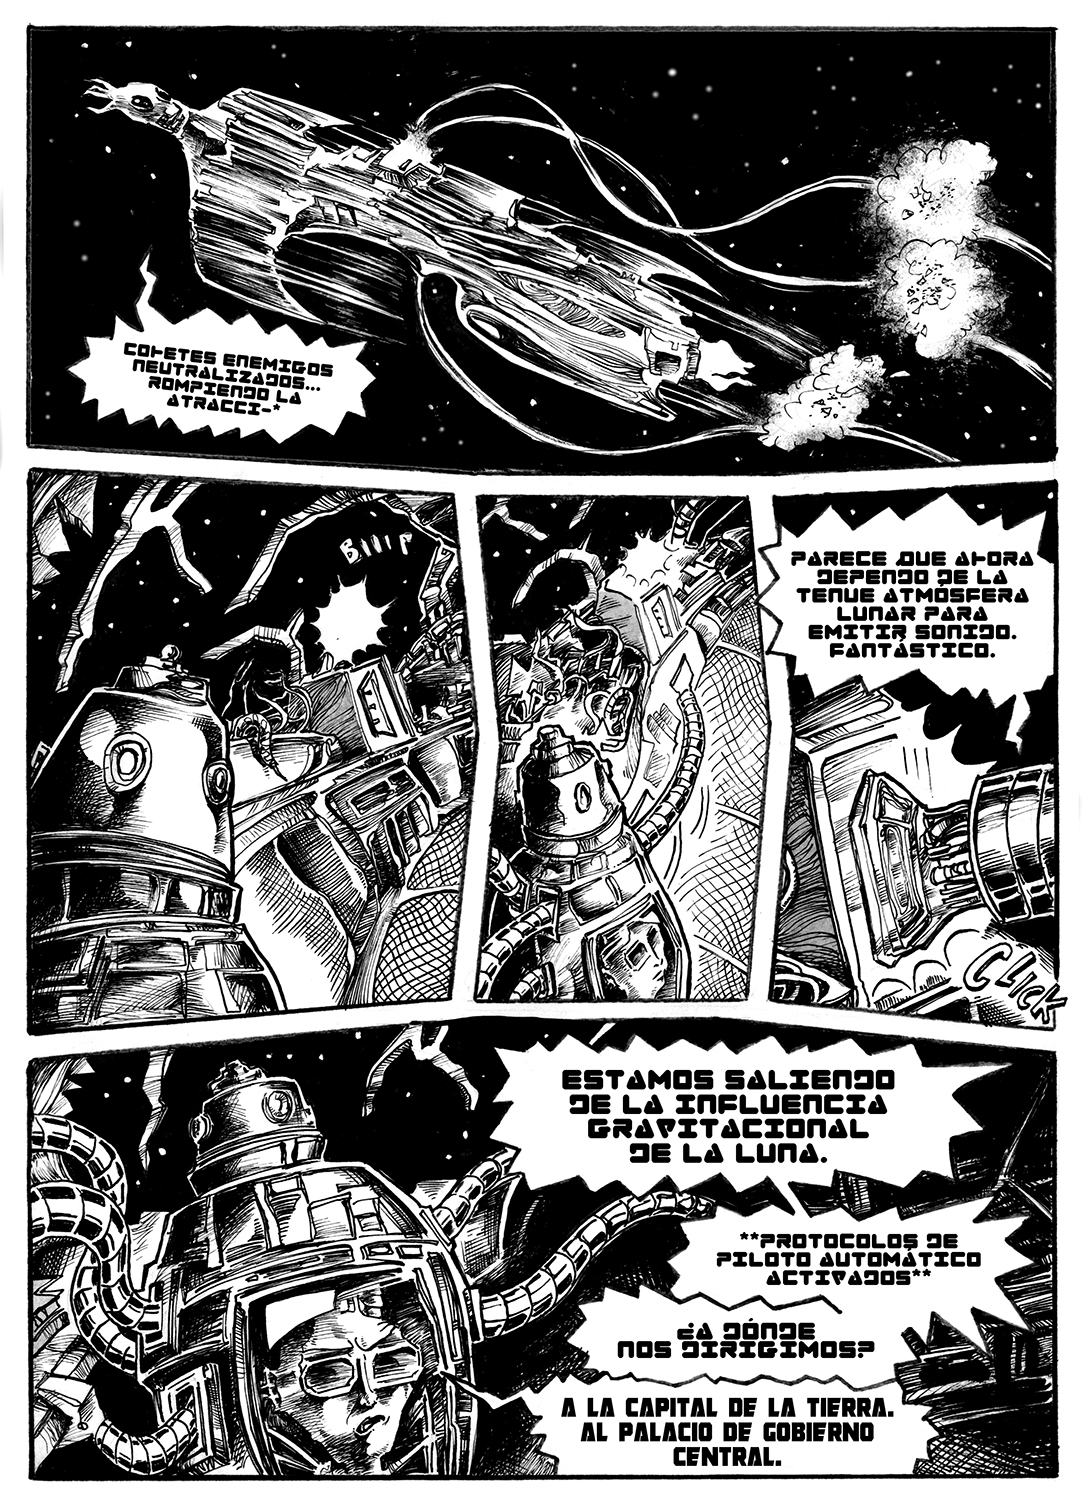 COHETES ENEMIGOS
NEUTRALIZADOS...
ROMPIENDO LA
ATRACCI-*
BIIIP
PARECE QUE AHORA
DEPENDO DE LA
TENUE ATMÓSFERA
LUNAR PARA
EMITIR SONIDO.
FANTÁSTICO.
CLICK
ESTAMOS SALIENDO
DE LA INFLUENCIA
GRAVITACIONAL
DE LA LUNA.
**PROTOCOLOS DE
PILOTO AUTOMÁTICO
ACTIVADOS**
¿A DÓNDE
NOS DIRIGIMOS?
A LA CAPITAL DE LA TIERRA.
AL PALACIO DE GOBIERNO
CENTRAL.